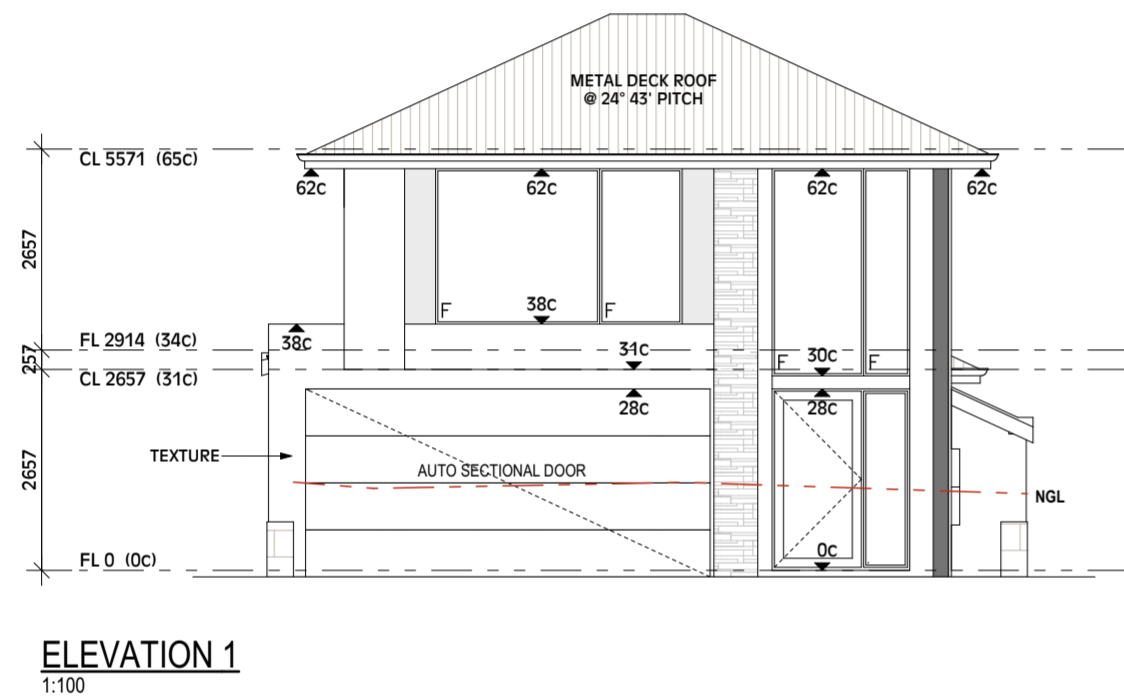 METAL DECK ROOF
@ 24° 43' PITCH
CL 5571 (65c)
62c
62c
62c
62c
2657
F
38c
F
38c
FL 2914 (34c)
257
31c
30c
F
F
CL 2657 (31c)
28c
28c
TEXTURE
AUTO SECTIONAL DOOR
2657
NGL
0c
FL 0 (0c)
ELEVATION 1
1:100